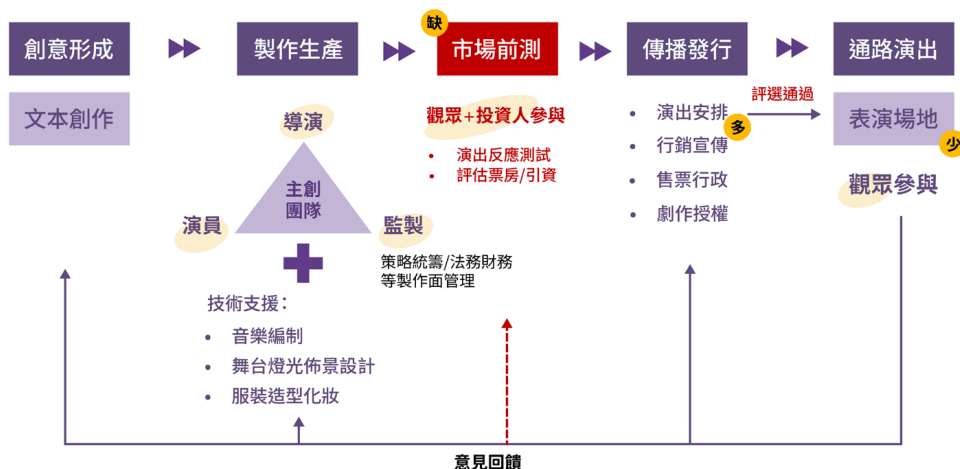 創意形成
製作生產
缺
市場前測
傳播發行
通路演出
文本創作
導演
主創
團隊
演員
監製
策略統籌/法務財務
等製作面管理
技術支援：
• 音樂編制
• 舞台燈光佈景設計
• 服裝造型化妝
觀眾+投資人參與
• 演出反應測試
• 評估票房/引資
• 演出安排
• 行銷宣傳
• 售票行政
• 劇作授權
多
評選通過
表演場地
少
觀眾參與
意見回饋